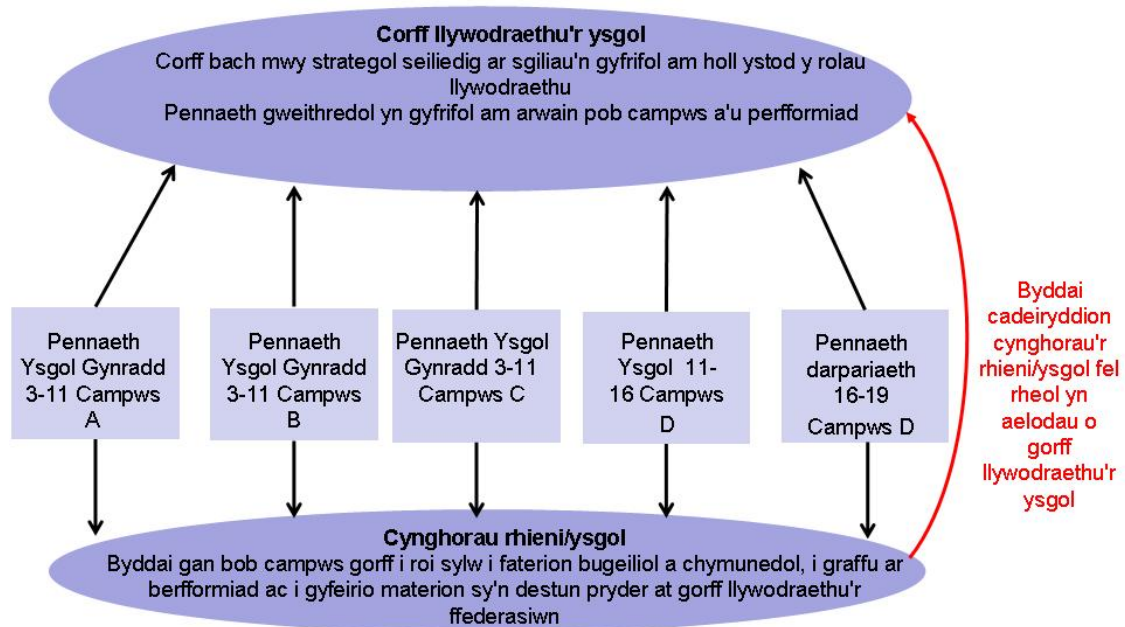 Corff llywodraethu'r ysgol
Corff bach mwy strategol seiliedig ar sgiliau'n gyfrifol am holl ystod y rolau
llywodraethu
Pennaeth gweithredol yn gyfrifol am arwain pob campws a'u perfformiad
Pennaeth
Ysgol Gynradd
3-11 Campws
A
Pennaeth
Ysgol Gynradd
3-11 Campws
B
Pennaeth Ysgol
Gynradd 3-11
Campws C
Pennaeth
Ysgol 11-
16 Campws
D
Pennaeth
darpariaeth
16-19
Campws D
Byddai
cadeiryddion
cynghorau'r
rhieni/ysgol fel
rheol yn
aelodau o
gorff
llywodraethu'r
ysgol
Cynghorau rhieni/ysgol
Byddai gan bob campws gorff i roi sylw i faterion bugeiliol a chymunedol, i graffu ar
berfformiad ac i gyfeirio materion sy'n destun pryder at gorff llywodraethu'r
ffederasiwn